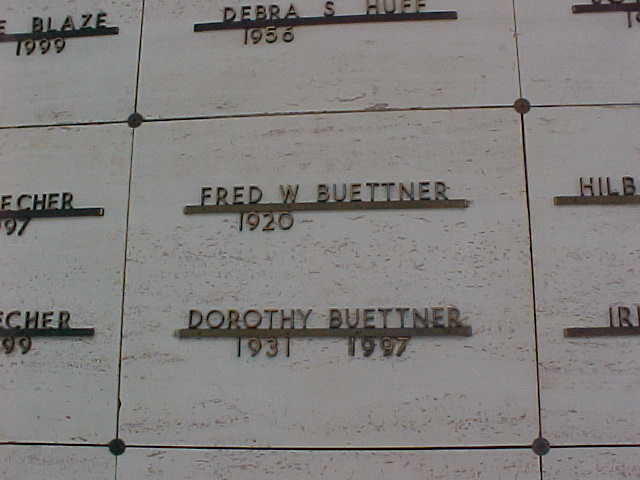 BLAZE
1999
DEBRA S HUFF
1956
FRED W BUETTNER
1920
DOROTHY BUETTNER
1931 1997